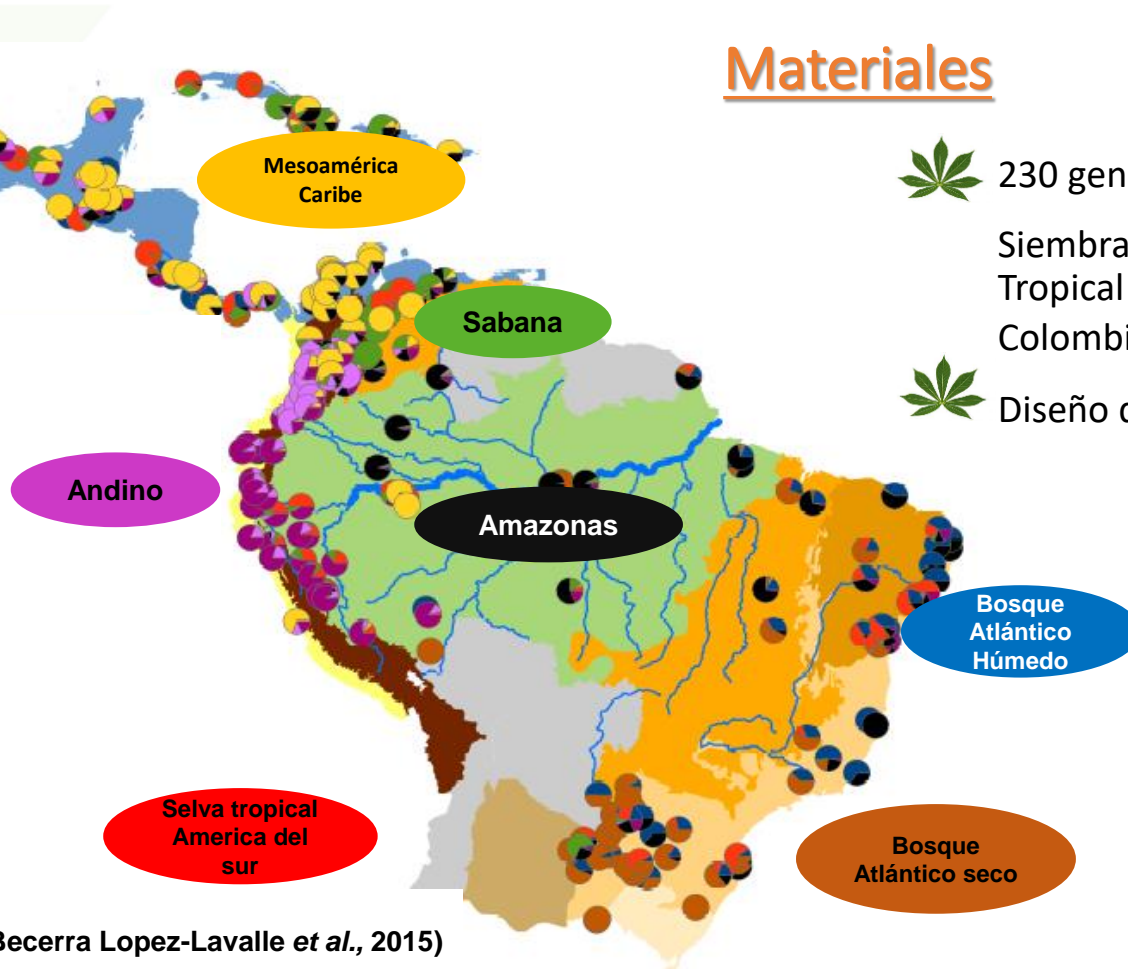 Materiales
230 gen
Siembra
Tropical
Colombi
Diseño
Mesoamérica
Caribe
Sabana
Andino
Amazonas
Bosque
Atlántico
Húmedo
Selva tropical
America del
sur
Bosque
Atlántico seco
Becerra Lopez-Lavalle et al., 2015)